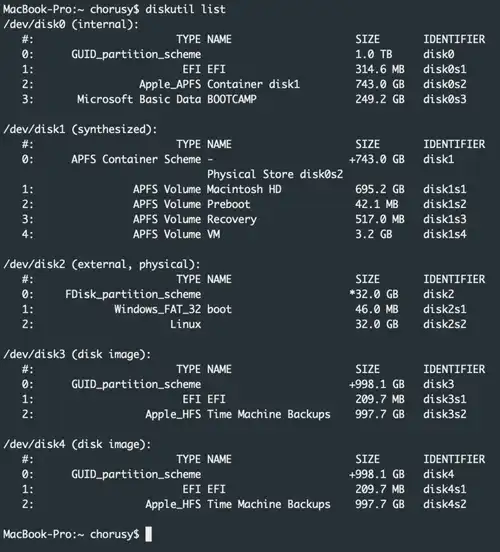 MacBook-Pro:~ chorusy$ diskutil list
/dev/disk0 (internal):
   #:                       TYPE NAME                    SIZE       IDENTIFIER
   0:      GUID_partition_scheme                         1.0 TB     disk0
   1:                        EFI EFI                     314.6 MB   disk0s1
   2:                 Apple_APFS Container disk1         743.0 GB   disk0s2
   3:       Microsoft Basic Data BOOTCAMP                249.2 GB   disk0s3
/dev/disk1 (synthesized):
   #:                       TYPE NAME                    SIZE       IDENTIFIER
   0:      APFS Container Scheme -                      +743.0 GB   disk1
                                 Physical Store disk0s2
   1:                APFS Volume Macintosh HD            695.2 GB   disk1s1
   2:                APFS Volume Preboot                 42.1 MB    disk1s2
   3:                APFS Volume Recovery                517.0 MB   disk1s3
   4:                APFS Volume VM                      3.2 GB     disk1s4
/dev/disk2 (external, physical):
   #:                       TYPE NAME                    SIZE       IDENTIFIER
   0:     FDisk_partition_scheme                        *32.0 GB    disk2
   1:             Windows_FAT_32 boot                    46.0 MB    disk2s1
   2:                      Linux                         32.0 GB    disk2s2
/dev/disk3 (disk image):
   #:                       TYPE NAME                    SIZE       IDENTIFIER
   0:      GUID_partition_scheme                        +998.1 GB   disk3
   1:                        EFI EFI                     209.7 MB   disk3s1
   2:                  Apple_HFS Time Machine Backups    997.7 GB   disk3s2
/dev/disk4 (disk image):
   #:                       TYPE NAME                    SIZE       IDENTIFIER
   0:      GUID_partition_scheme                        +998.1 GB   disk4
   1:                        EFI EFI                     209.7 MB   disk4s1
   2:                  Apple_HFS Time Machine Backups    997.7 GB   disk4s2
MacBook-Pro:~ chorusy$